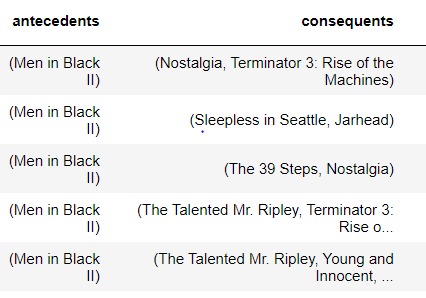 antecedents consequents
(Men in Black (Nostalgia, Terminator 3: Rise of the
II) Machines)
(Men in Black
II) (Sleepless in Seattle, Jarhead)
(Men in Black
II) (The 39 Steps, Nostalgia)
(Men in Black (The Talented Mr. Ripley, Terminator 3:
II) Rise o...
(Men in Black (The Talented Mr. Ripley, Young and
II) Innocent, ...